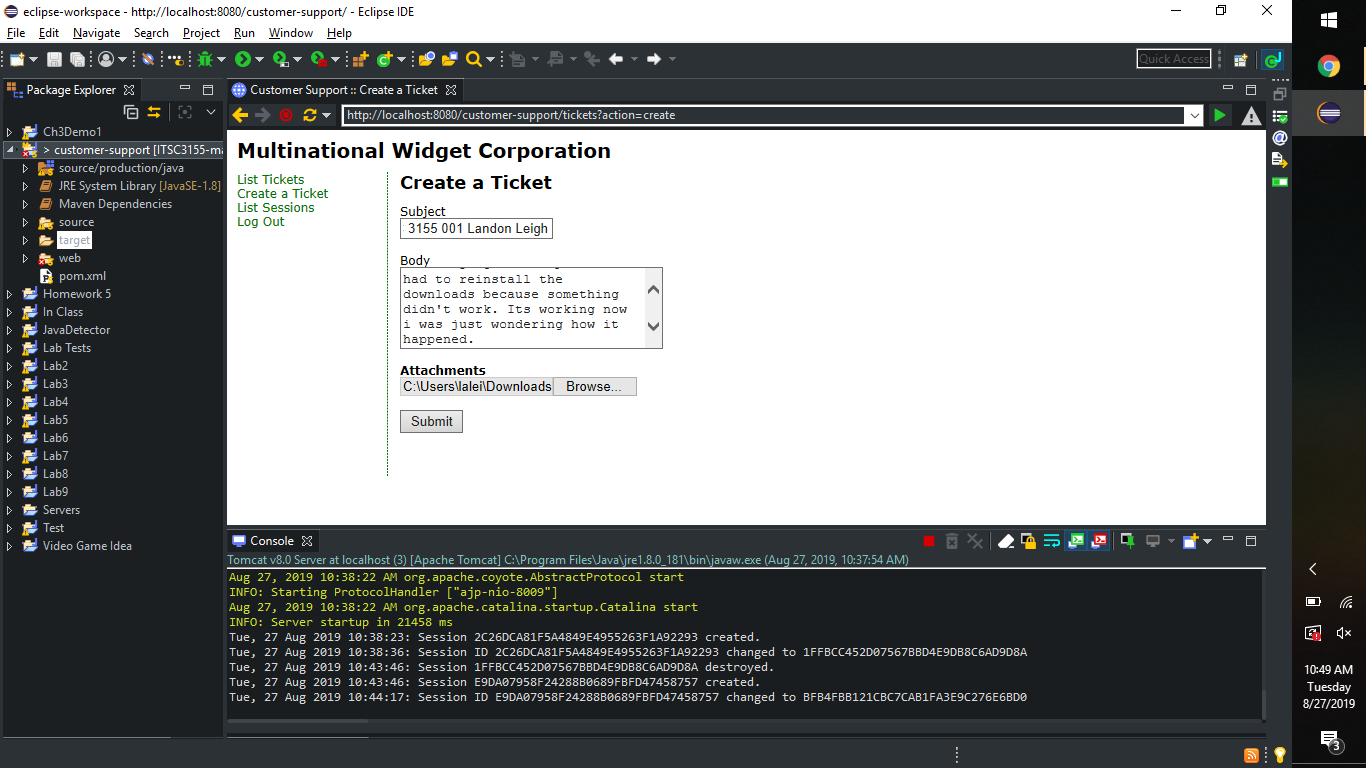 eclipse-workspace - http://localhost:8080/customer-support/ - Eclipse IDE
File Edit Navigate Search Project Run Window Help
Quick Access
Package Explorer
Ch3Demo1
> customer-support [ITSC3155-ma
source/production/java
JRE System Library [JavaSE-1.8]
Maven Dependencies
source
target
web
pom.xml
Homework 5
In Class
JavaDetector
Lab Tests
Lab2
Lab3
Lab4
Lab5
Lab6
Lab7
Lab8
Lab9
Servers
Test
Video Game Idea
Customer Support :: Create a Ticket
http://localhost:8080/customer-support/tickets?action=create
Multinational Widget Corporation
List Tickets
Create a Ticket
List Sessions
Log Out
Create a Ticket
Subject
3155 001 Landon Leigh
Body
had to reinstall the
downloads because something
didn't work. Its working now
i was just wondering how it
happened.
Attachments
C:\Users\lalei\Downloads Browse...
Submit
Console
Tomcat v8.0 Server at localhost (3) [Apache Tomcat] C:\Program Files\Java\jre1.8.0_181\bin\javaw.exe (Aug 27, 2019, 10:37:54 AM)
Aug 27, 2019 10:38:22 AM org.apache.coyote.AbstractProtocol start
INFO: Starting ProtocolHandler ["ajp-nio-8009"]
Aug 27, 2019 10:38:22 AM org.apache.catalina.startup.Catalina start
INFO: Server startup in 21458 ms
Tue, 27 Aug 2019 10:38:23: Session 2C26DCA81F5A4849E4955263F1A92293 created.
Tue, 27 Aug 2019 10:38:36: Session ID 2C26DCA81F5A4849E4955263F1A92293 changed to 1FFBCC452D07567BBD4E9DB8C6AD9D8A
Tue, 27 Aug 2019 10:43:46: Session 1FFBCC452D07567BBD4E9DB8C6AD9D8A destroyed.
Tue, 27 Aug 2019 10:43:46: Session E9DA07958F24288B0689FBFD47458757 created.
Tue, 27 Aug 2019 10:44:17: Session ID E9DA07958F24288B0689FBFD47458757 changed to BFB4FBB121CBC7CAB1FA3E9C276E6BD0
10:49 AM
Tuesday
8/27/2019
3